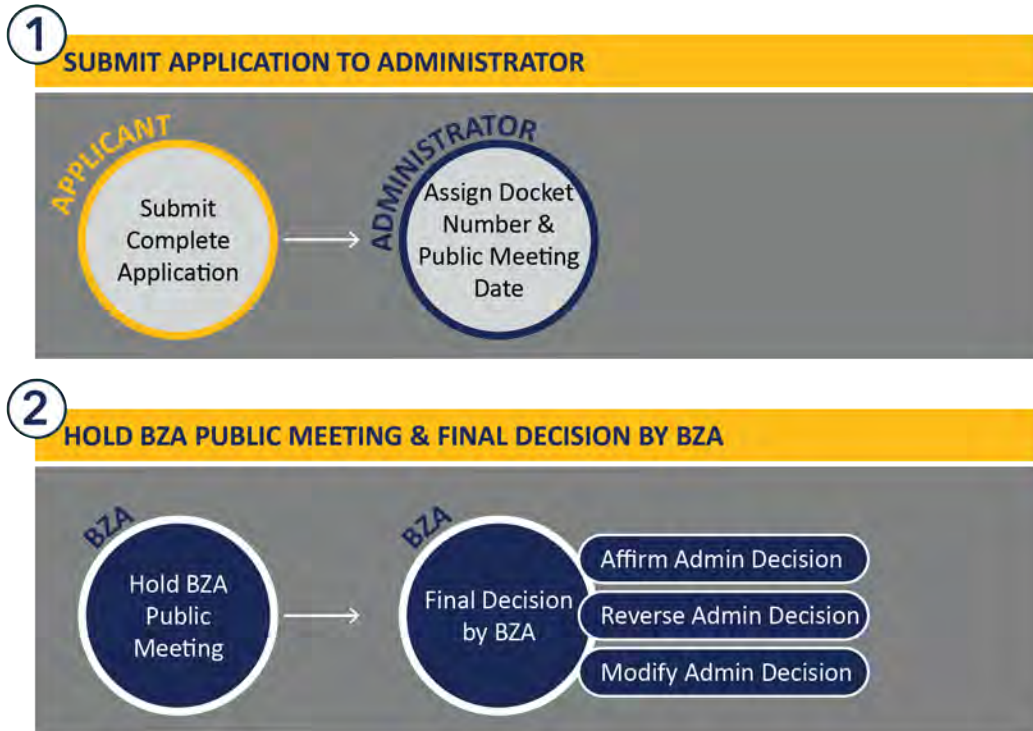 1
SUBMIT APPLICATION TO ADMINISTRATOR
APPLICANT
Submit
Complete
Application
ADMINISTRATOR
Assign Docket
Number &
Public Meeting
Date
2
HOLD BZA PUBLIC MEETING & FINAL DECISION BY BZA
BZA
Hold BZA
Public
Meeting
BZA
Final Decision
by BZA
Affirm Admin Decision
Reverse Admin Decision
Modify Admin Decision